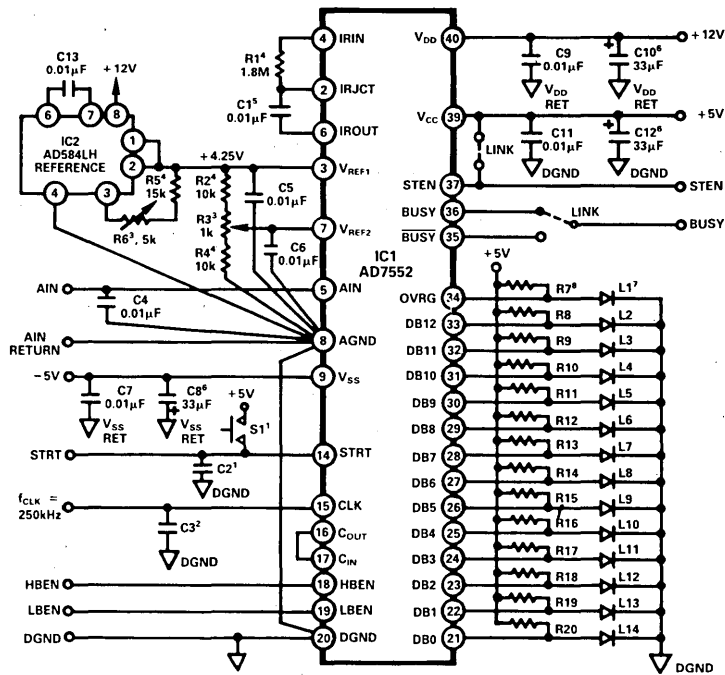 C13
0.01μF
+12V
6
7
8
IC2
AD584LH
REFERENCE
1
2
4
3
R5⁴
15k
R6³, 5k
R1⁴
1.8M
C1⁵
0.01μF
4
IRIN
2
IRJCT
6
IROUT
+4.25V
3
VREF1
R2⁴
10k
R3³
1k
R4⁴
10k
C5
0.01μF
7
VREF2
C6
0.01μF
IC1
AD7552
AIN
C4
0.01μF
5
AIN
AIN
RETURN
8
AGND
-5V
9
VSS
C7
0.01μF
VSS
RET
C8⁶
33μF
+
VSS
RET
+5V
S1¹
STRT
14
STRT
C2¹
DGND
fCLK =
250kHz
15
CLK
C3²
DGND
16
COUT
17
CIN
HBEN
18
HBEN
LBEN
19
LBEN
DGND
20
DGND
VDD
40
+12V
C9
0.01μF
VDD
RET
+
C10⁶
33μF
VDD
RET
VCC
39
+5V
LINK
C11
0.01μF
DGND
+
C12⁶
33μF
DGND
STEN
37
STEN
BUSY
36
LINK
BUSY
BUSY
35
+5V
OVRG
34
R7⁸
L1⁷
DB12
33
R8
L2
DB11
32
R9
L3
DB10
31
R10
L4
DB9
30
R11
L5
DB8
29
R12
L6
DB7
28
R13
L7
DB6
27
R14
L8
DB5
26
R15
L9
DB4
25
R16
L10
DB3
24
R17
L11
DB2
23
R18
L12
DB1
22
R19
L13
DB0
21
R20
L14
DGND